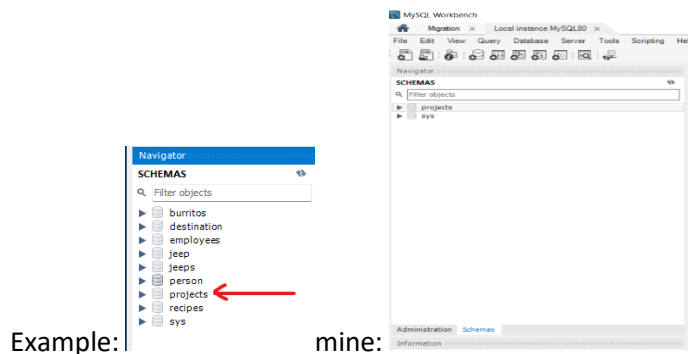 MySQL Workbench
Migration × Local instance MySQL80 ×
File Edit View Query Database Server Tools Scripting Hel
Navigator
SCHEMAS
Filter objects
projects
sys
Administration Schemas
Information
Navigator
SCHEMAS
Filter objects
burritos
destination
employees
jeep
jeeps
person
projects
recipes
sys
Example: mine: